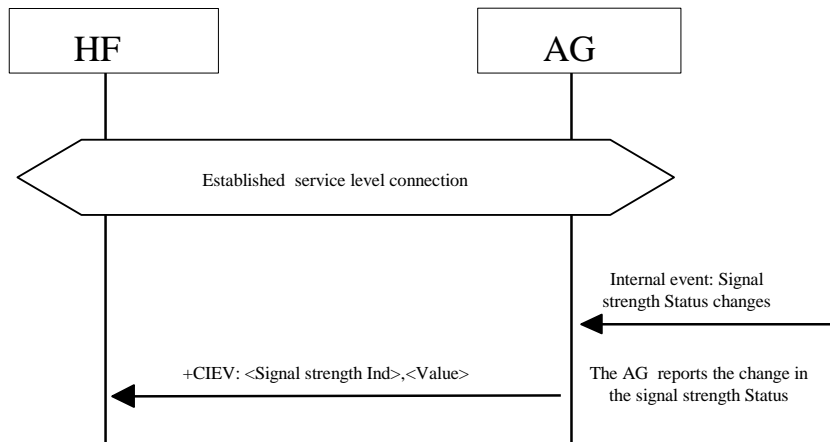 HF
AG
Established service level connection
Internal event: Signal
strength Status changes
+CIEV: <Signal strength Ind>,<Value>
The AG reports the change in
the signal strength Status